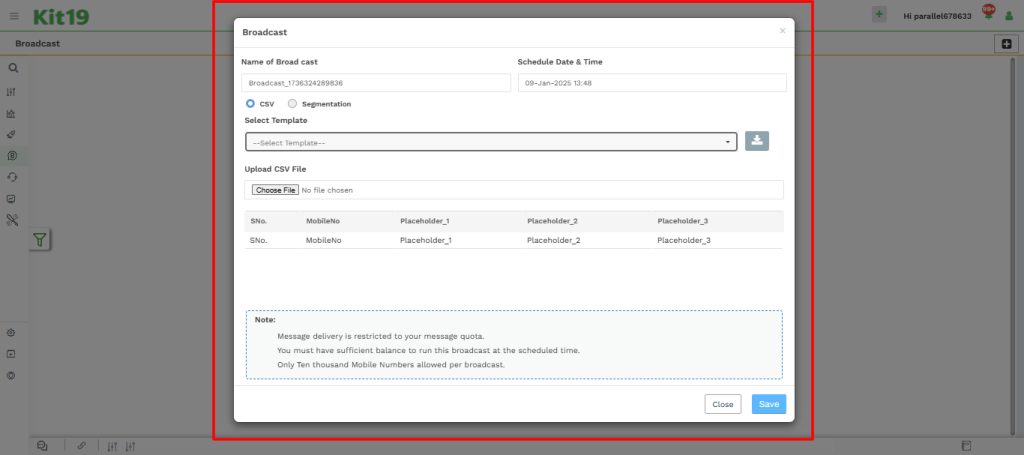 Kit19
Hi parallel678633
99+
Broadcast
Broadcast
×
Name of Broad cast
Schedule Date & Time
Broadcast_1736324289836
09-Jan-2025 13:48
CSV
Segmentation
Select Template
--Select Template--
Upload CSV File
Choose File No file chosen
SNo. MobileNo Placeholder_1 Placeholder_2 Placeholder_3
SNo. MobileNo Placeholder_1 Placeholder_2 Placeholder_3
Note:
Message delivery is restricted to your message quota.
You must have sufficient balance to run this broadcast at the scheduled time.
Only Ten thousand Mobile Numbers allowed per broadcast.
Close
Save